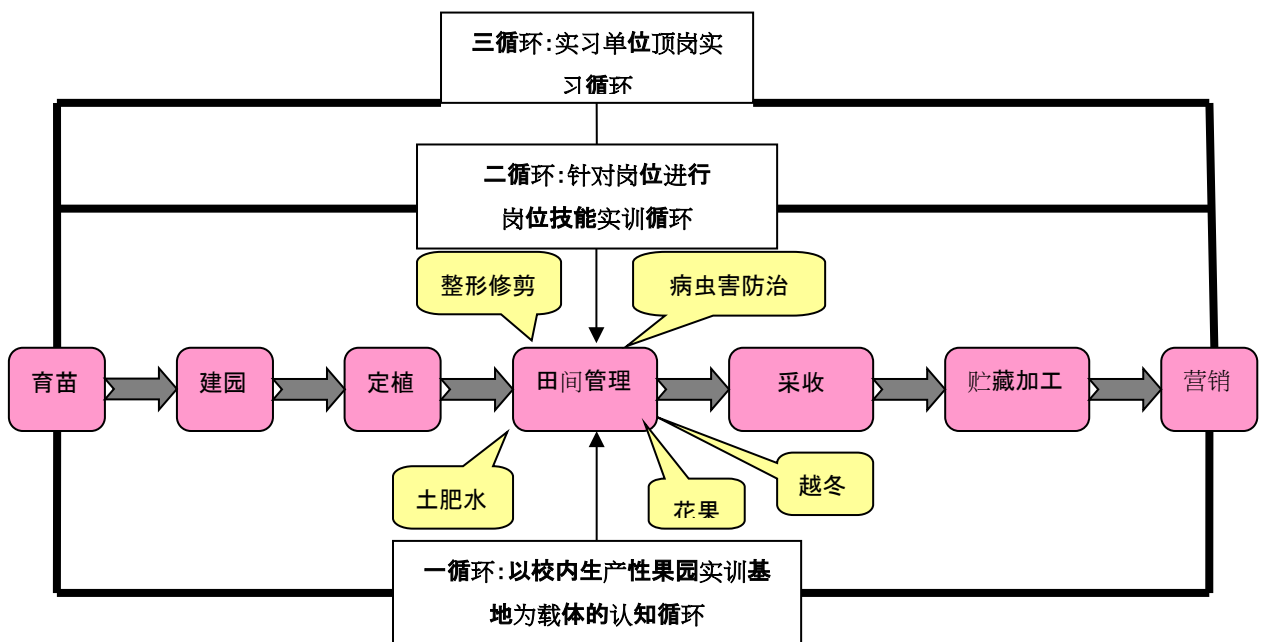 三循环:实习单位顶岗实
习循环
二循环:针对岗位进行
岗位技能实训循环
整形修剪
病虫害防治
育苗
建园
定植
田间管理
采收
贮藏加工
营销
土肥水
花果
越冬
一循环:以校内生产性果园实训基
地为载体的认知循环